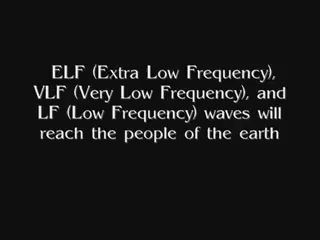 ELF (Extra Low Frequency),
VLF (Very Low Frequency), and
LF (Low Frequency) waves will
reach the people of the earth